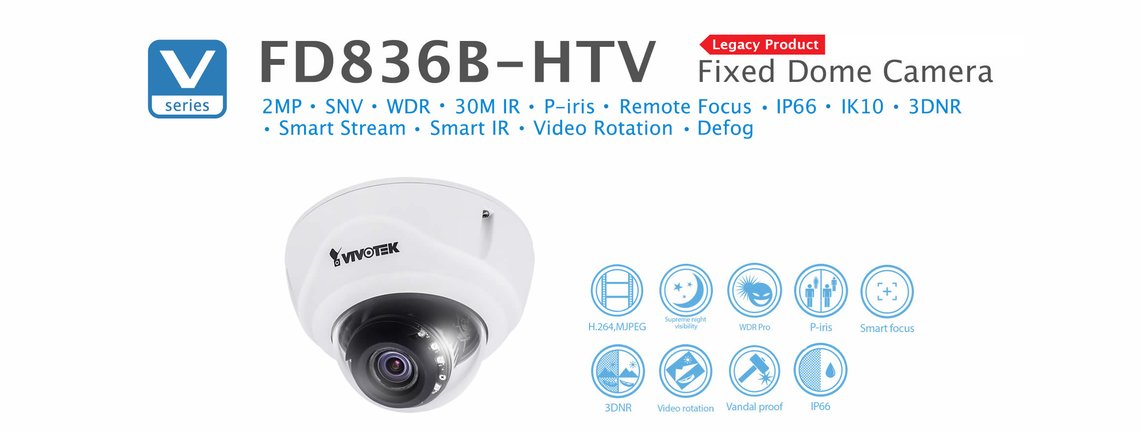 V
series
FD836B-HTV
Legacy Product
Fixed Dome Camera
2MP • SNV • WDR • 30M IR • P-iris • Remote Focus • IP66 • IK10 • 3DNR
• Smart Stream • Smart IR • Video Rotation • Defog
VIVOTEK
H.264,MJPEG
Supreme night
visibility
WDR Pro
P-iris
Smart focus
3DNR
Video rotation
Vandal proof
IP66